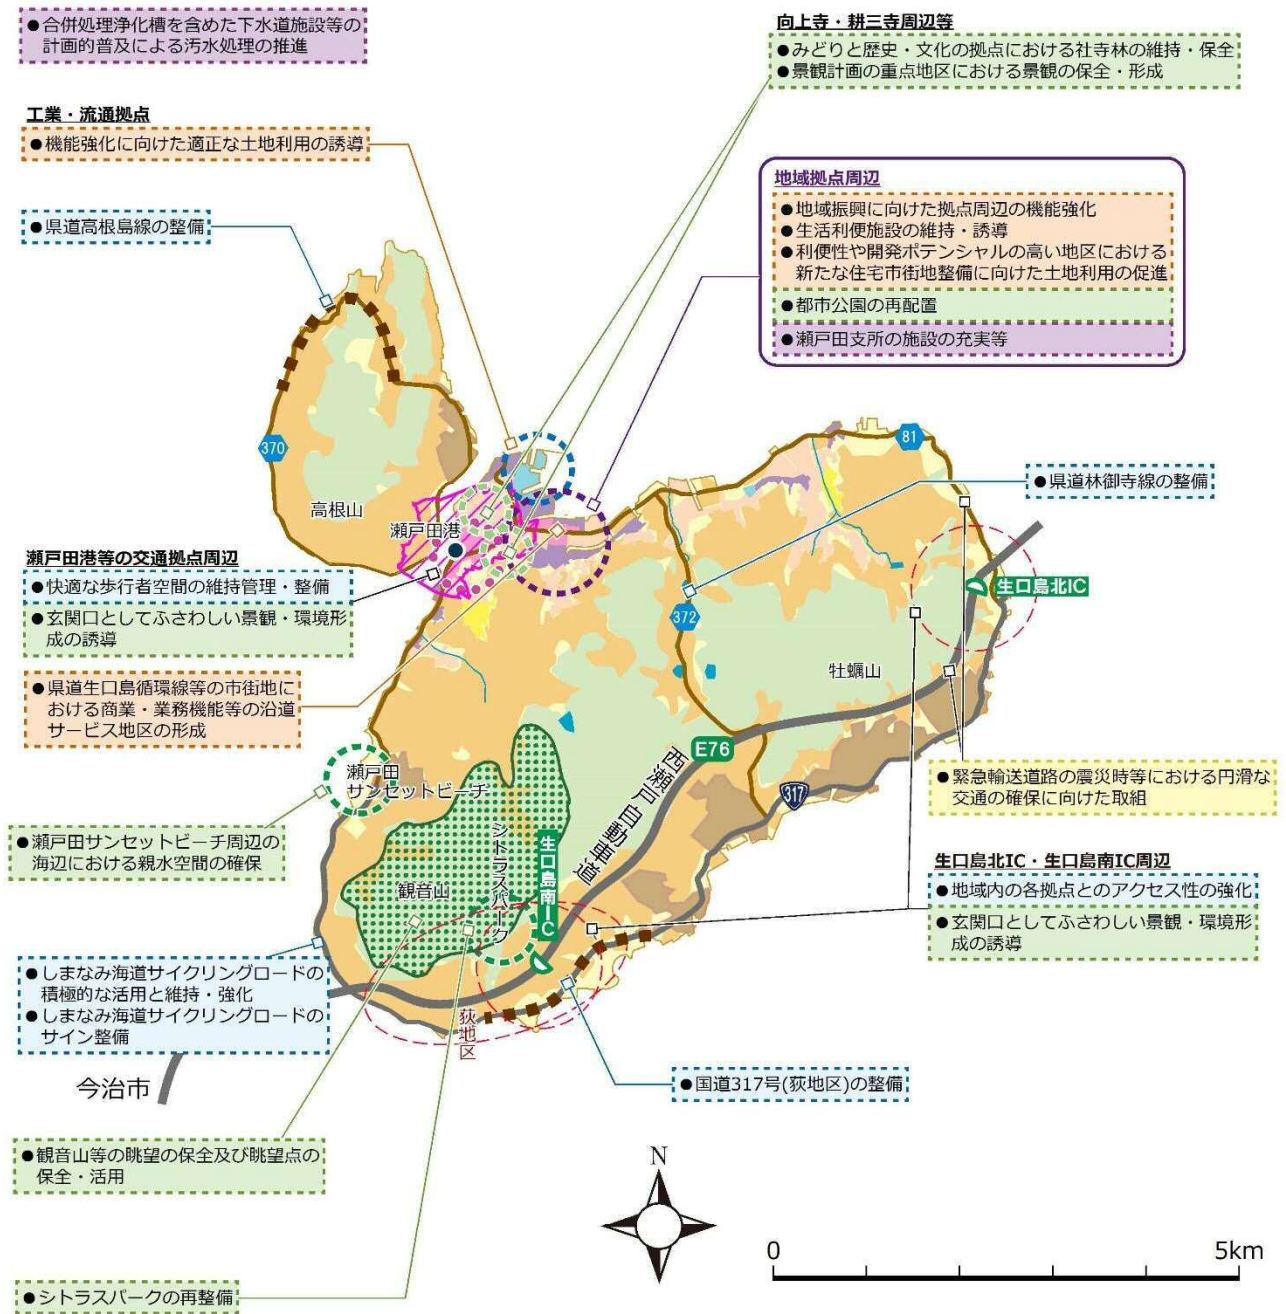 ●合併処理浄化槽を含めた下水道施設等の
計画的普及による汚水処理の推進
向上寺・耕三寺周辺等
●みどりと歴史・文化の拠点における社寺林の維持・保全
●景観計画の重点地区における景観の保全・形成
工業・流通拠点
●機能強化に向けた適正な土地利用の誘導
地域拠点周辺
●地域振興に向けた拠点周辺の機能強化
●生活利便施設の維持・誘導
●利便性や開発ポテンシャルの高い地区における
新たな住宅市街地整備に向けた土地利用の促進
●都市公園の再配置
●瀬戸田支所の施設の充実等
●県道高根島線の整備
370
高根山
瀬戸田港
81
●県道林御寺線の整備
瀬戸田港等の交通拠点周辺
●快適な歩行者空間の維持管理・整備
●玄関口としてふさわしい景観・環境形
成の誘導
生口島北IC
372
牡蠣山
●県道生口島循環線等の市街地に
おける商業・業務機能等の沿道
サービス地区の形成
E76
西瀬戸自動車道
317
瀬戸田
サンセットビーチ
●緊急輸送道路の震災時等における円滑な
交通の確保に向けた取組
●瀬戸田サンセットビーチ周辺の
海辺における親水空間の確保
シトラスパーク
生口島南IC
観音山
生口島北IC・生口島南IC周辺
●地域内の各拠点とのアクセス性の強化
●玄関口としてふさわしい景観・環境形
成の誘導
●しまなみ海道サイクリングロードの
積極的な活用と維持・強化
●しまなみ海道サイクリングロードの
サイン整備
荻地区
今治市
●国道317号(荻地区)の整備
●観音山等の眺望の保全及び眺望点の
保全・活用
N
0
5km
●シトラスパークの再整備